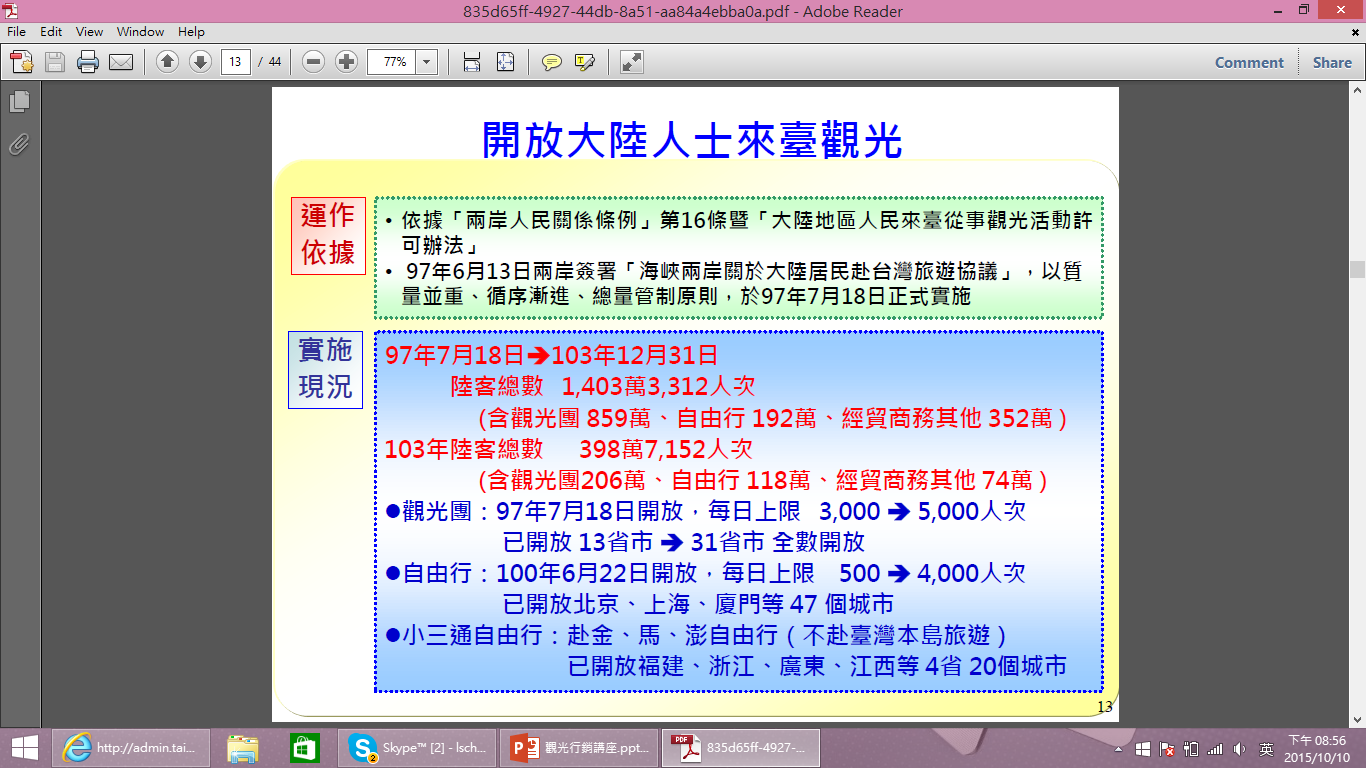 835d65ff-4927-44db-8a51-aa84a4ebba0a.pdf - Adobe Reader
File Edit View Window Help
13 / 44 77% Comment Share
開放大陸人士來臺觀光
運作
依據
• 依據「兩岸人民關係條例」第16條暨「大陸地區人民來臺從事觀光活動許
可辦法」
• 97年6月13日兩岸簽署「海峽兩岸關於大陸居民赴台灣旅遊協議」，以質
量並重、循序漸進、總量管制原則，於97年7月18日正式實施
實施
現況
97年7月18日➔103年12月31日
陸客總數 1,403萬3,312人次
(含觀光團 859萬、自由行 192萬、經貿商務其他 352萬 )
103年陸客總數 398萬7,152人次
(含觀光團206萬、自由行 118萬、經貿商務其他 74萬 )
●觀光團：97年7月18日開放，每日上限 3,000 ➔ 5,000人次
已開放 13省市 ➔ 31省市 全數開放
●自由行：100年6月22日開放，每日上限 500 ➔ 4,000人次
已開放北京、上海、廈門等 47 個城市
●小三通自由行：赴金、馬、澎自由行（不赴臺灣本島旅遊）
已開放福建、浙江、廣東、江西等 4省 20個城市
13
http://admin.tai... Skype™ [2] - lsch... 觀光行銷講座.ppt... 835d65ff-4927-... 英 下午 08:56
2015/10/10